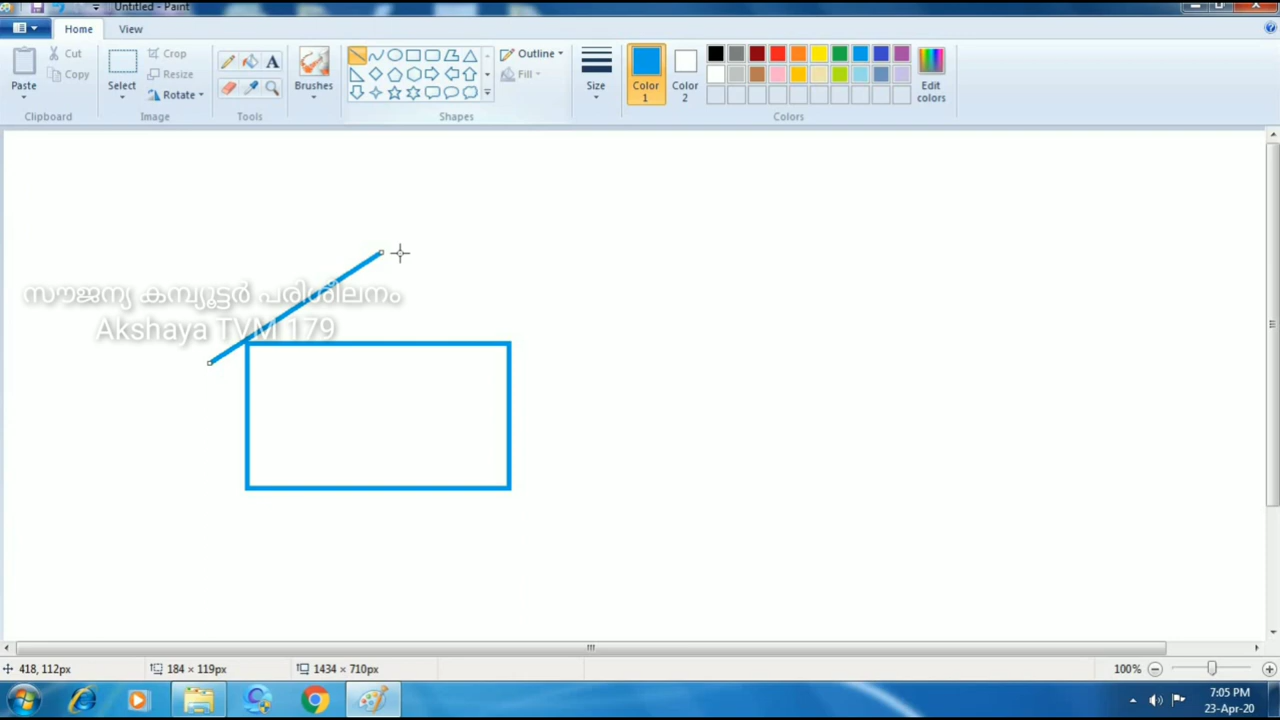 Untitled - Paint
Home
View
Cut
Copy
Paste
Clipboard
Crop
Resize
Rotate
Select
Image
Tools
Brushes
Outline
Fill
Shapes
Size
Color 1
Color 2
Edit colors
Colors
സൗജന്യ കമ്പ്യൂട്ടർ പരിശീലനം
Akshaya TVM 179
418, 112px
184 × 119px
1434 × 710px
100%
7:05 PM
23-Apr-20